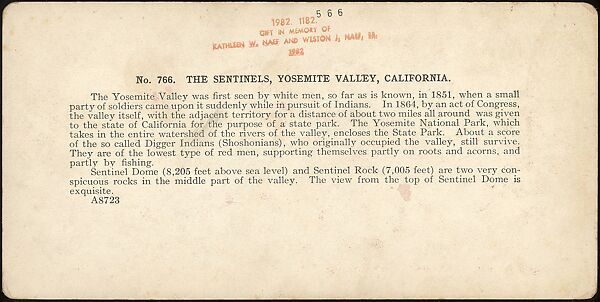 566
1982. 1182.
GIFT IN MEMORY OF
KATHLEEN W. NAEF AND WESTON J. NAEF, SR.
1982
No. 766. THE SENTINELS, YOSEMITE VALLEY, CALIFORNIA.
The Yosemite Valley was first seen by white men, so far as is known, in 1851, when a small
party of soldiers came upon it suddenly while in pursuit of Indians. In 1864, by an act of Congress,
the valley itself, with the adjacent territory for a distance of about two miles all around was given
to the state of California for the purpose of a state park. The Yosemite National Park, which
takes in the entire watershed of the rivers of the valley, encloses the State Park. About a score
of the so called Digger Indians (Shoshonians), who originally occupied the valley, still survive.
They are of the lowest type of red men, supporting themselves partly on roots and acorns, and
partly by fishing.
Sentinel Dome (8,205 feet above sea level) and Sentinel Rock (7,005 feet) are two very con-
spicuous rocks in the middle part of the valley. The view from the top of Sentinel Dome is
exquisite.
A8723